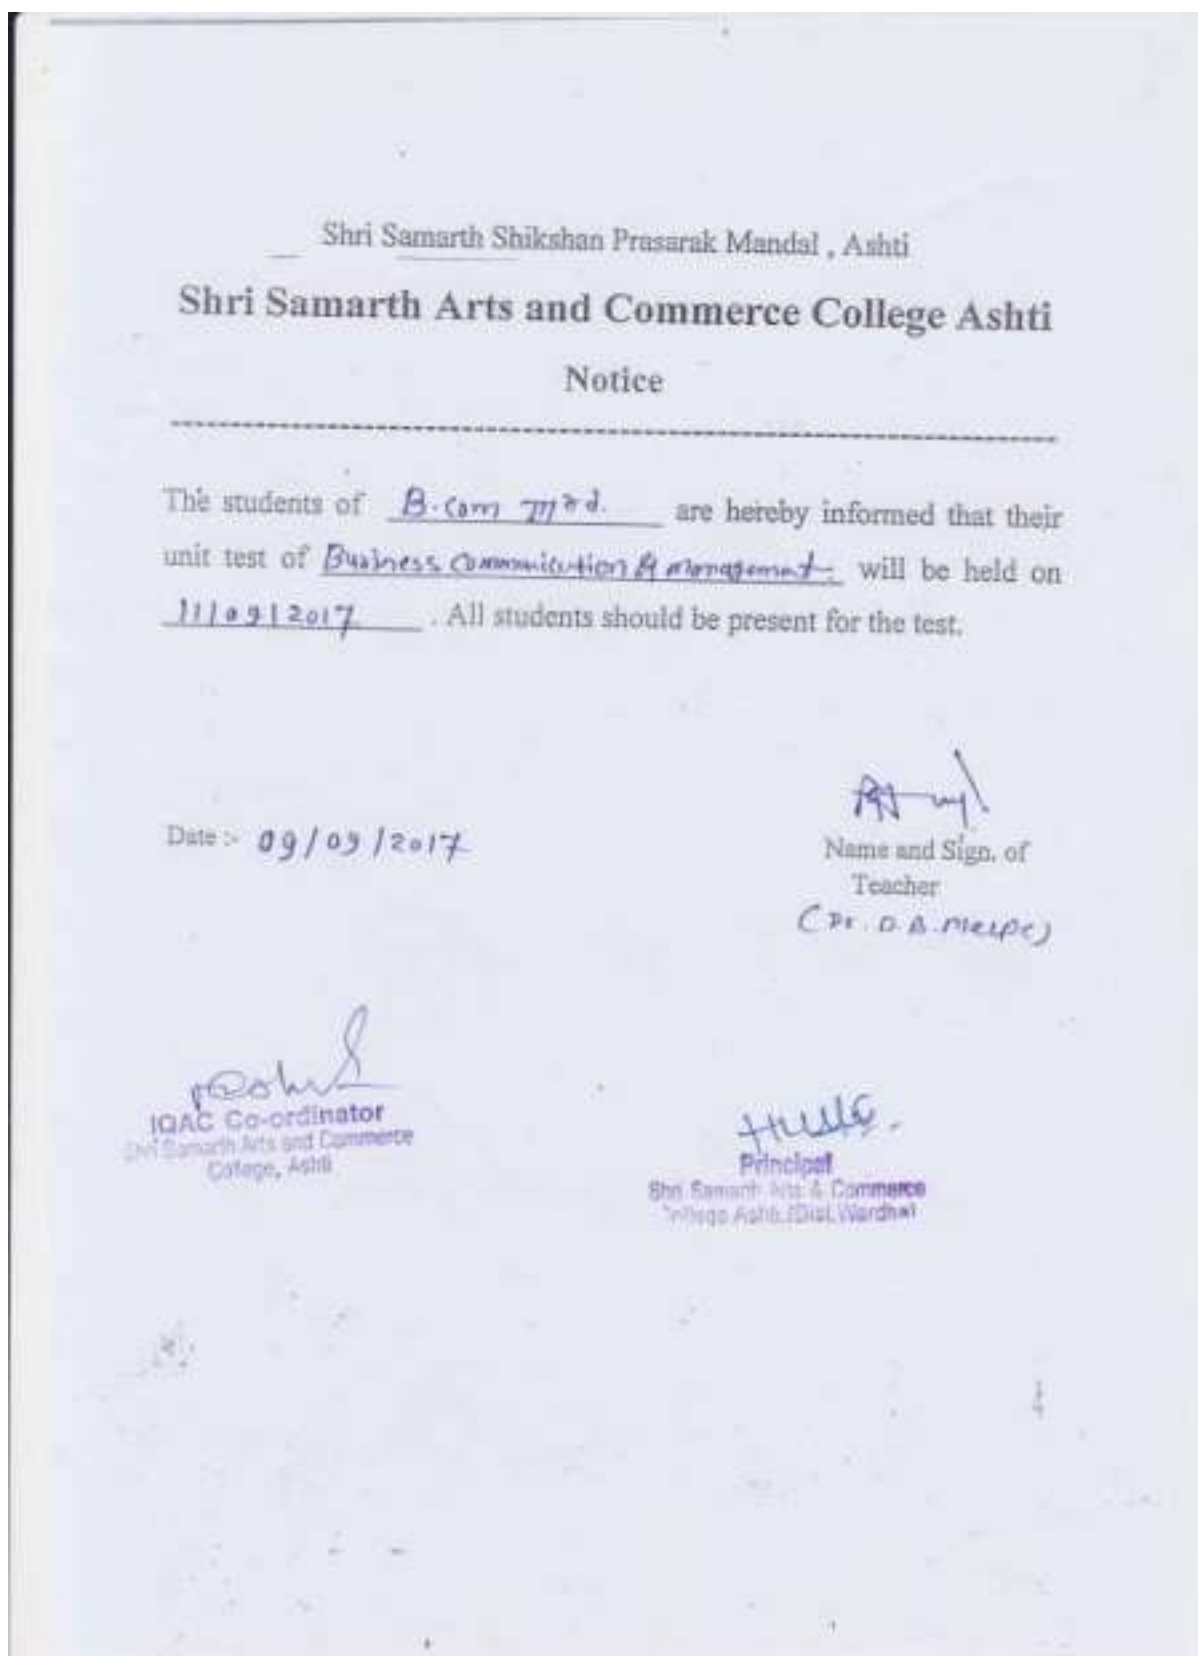 Shri Samarth Shikshan Prasarak Mandal , Ashti
Shri Samarth Arts and Commerce College Ashti
Notice
The students of B.com IIIrd. are hereby informed that their
unit test of Business Communication & management. will be held on
11/09/2017 . All students should be present for the test.
Date :- 09/09/2017
Name and Sign. of
Teacher
(Dr. D. B.
IQAC Co-ordinator
Shri Samarth Arts and Commerce
College, Ashti
Principal
Shri Samarth Arts & Commerce
College Ashti (Dist. Wardha)